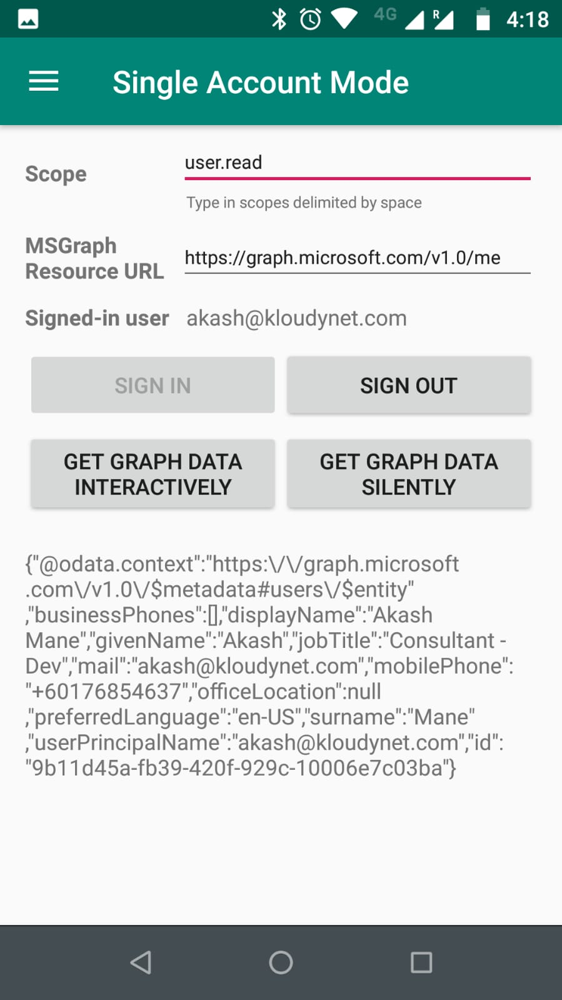 4G R 4:18
Single Account Mode
Scope
user.read
Type in scopes delimited by space
MSGraph
Resource URL
https://graph.microsoft.com/v1.0/me
Signed-in user akash@kloudynet.com
SIGN IN
SIGN OUT
GET GRAPH DATA
INTERACTIVELY
GET GRAPH DATA
SILENTLY
{"@odata.context":"https:\/\/graph.microsoft
.com\/v1.0\/$metadata#users\/$entity"
,"businessPhones":[],"displayName":"Akash
Mane","givenName":"Akash","jobTitle":"Consultant -
Dev","mail":"akash@kloudynet.com","mobilePhone":
"+60176854637","officeLocation":null
,"preferredLanguage":"en-US","surname":"Mane"
,"userPrincipalName":"akash@kloudynet.com","id":
"9b11d45a-fb39-420f-929c-10006e7c03ba"}